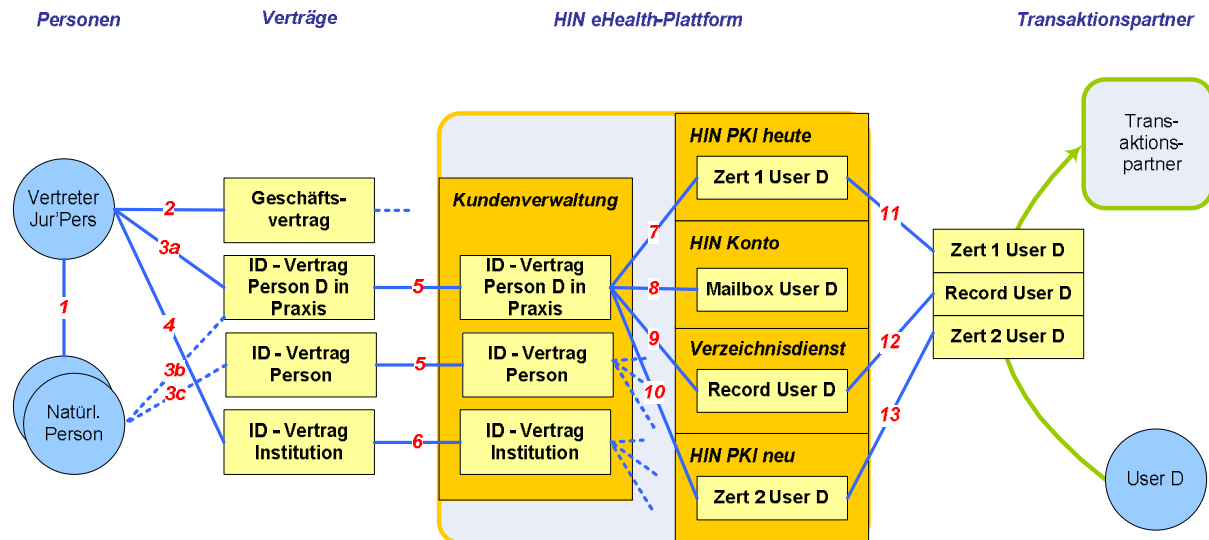 Personen
Verträge
HIN eHealth-Plattform
Transaktionspartner
Vertreter
Jur'Pers
1
Natürl.
Person
2
3a
4
3b
3c
Geschäfts-
vertrag
ID - Vertrag
Person D in
Praxis
ID - Vertrag
Person
ID - Vertrag
Institution
5
5
6
Kundenverwaltung
ID - Vertrag
Person D in
Praxis
ID - Vertrag
Person
ID - Vertrag
Institution
7
8
9
10
HIN PKI heute
Zert 1 User D
HIN Konto
Mailbox User D
Verzeichnisdienst
Record User D
HIN PKI neu
Zert 2 User D
11
12
13
Trans-
aktions-
partner
Zert 1 User D
Record User D
Zert 2 User D
User D